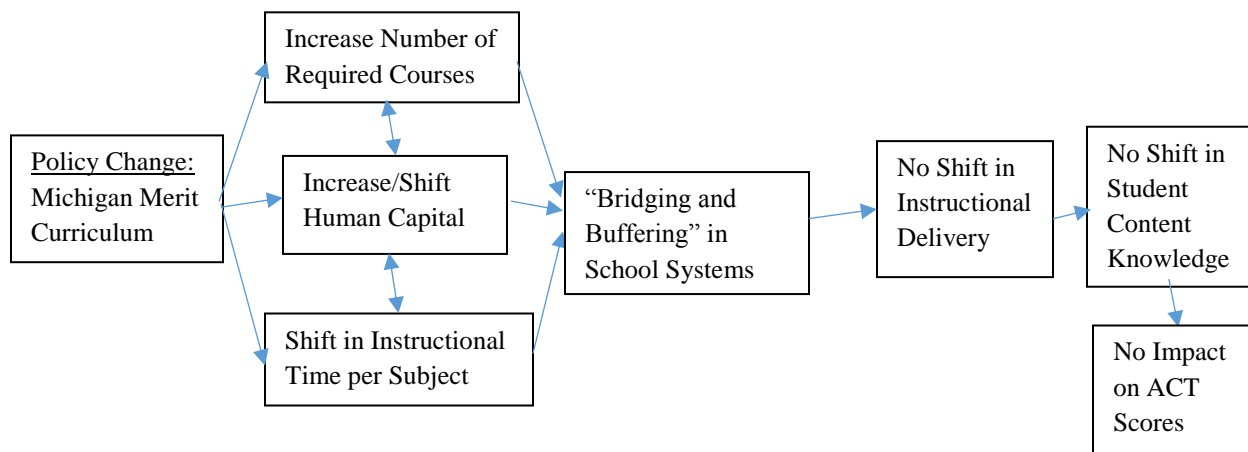 Increase Number of
Required Courses
Policy Change:
Michigan Merit
Curriculum
Increase/Shift
Human Capital
Shift in Instructional
Time per Subject
“Bridging and
Buffering” in
School Systems
No Shift in
Instructional
Delivery
No Shift in
Student
Content
Knowledge
No Impact
on ACT
Scores